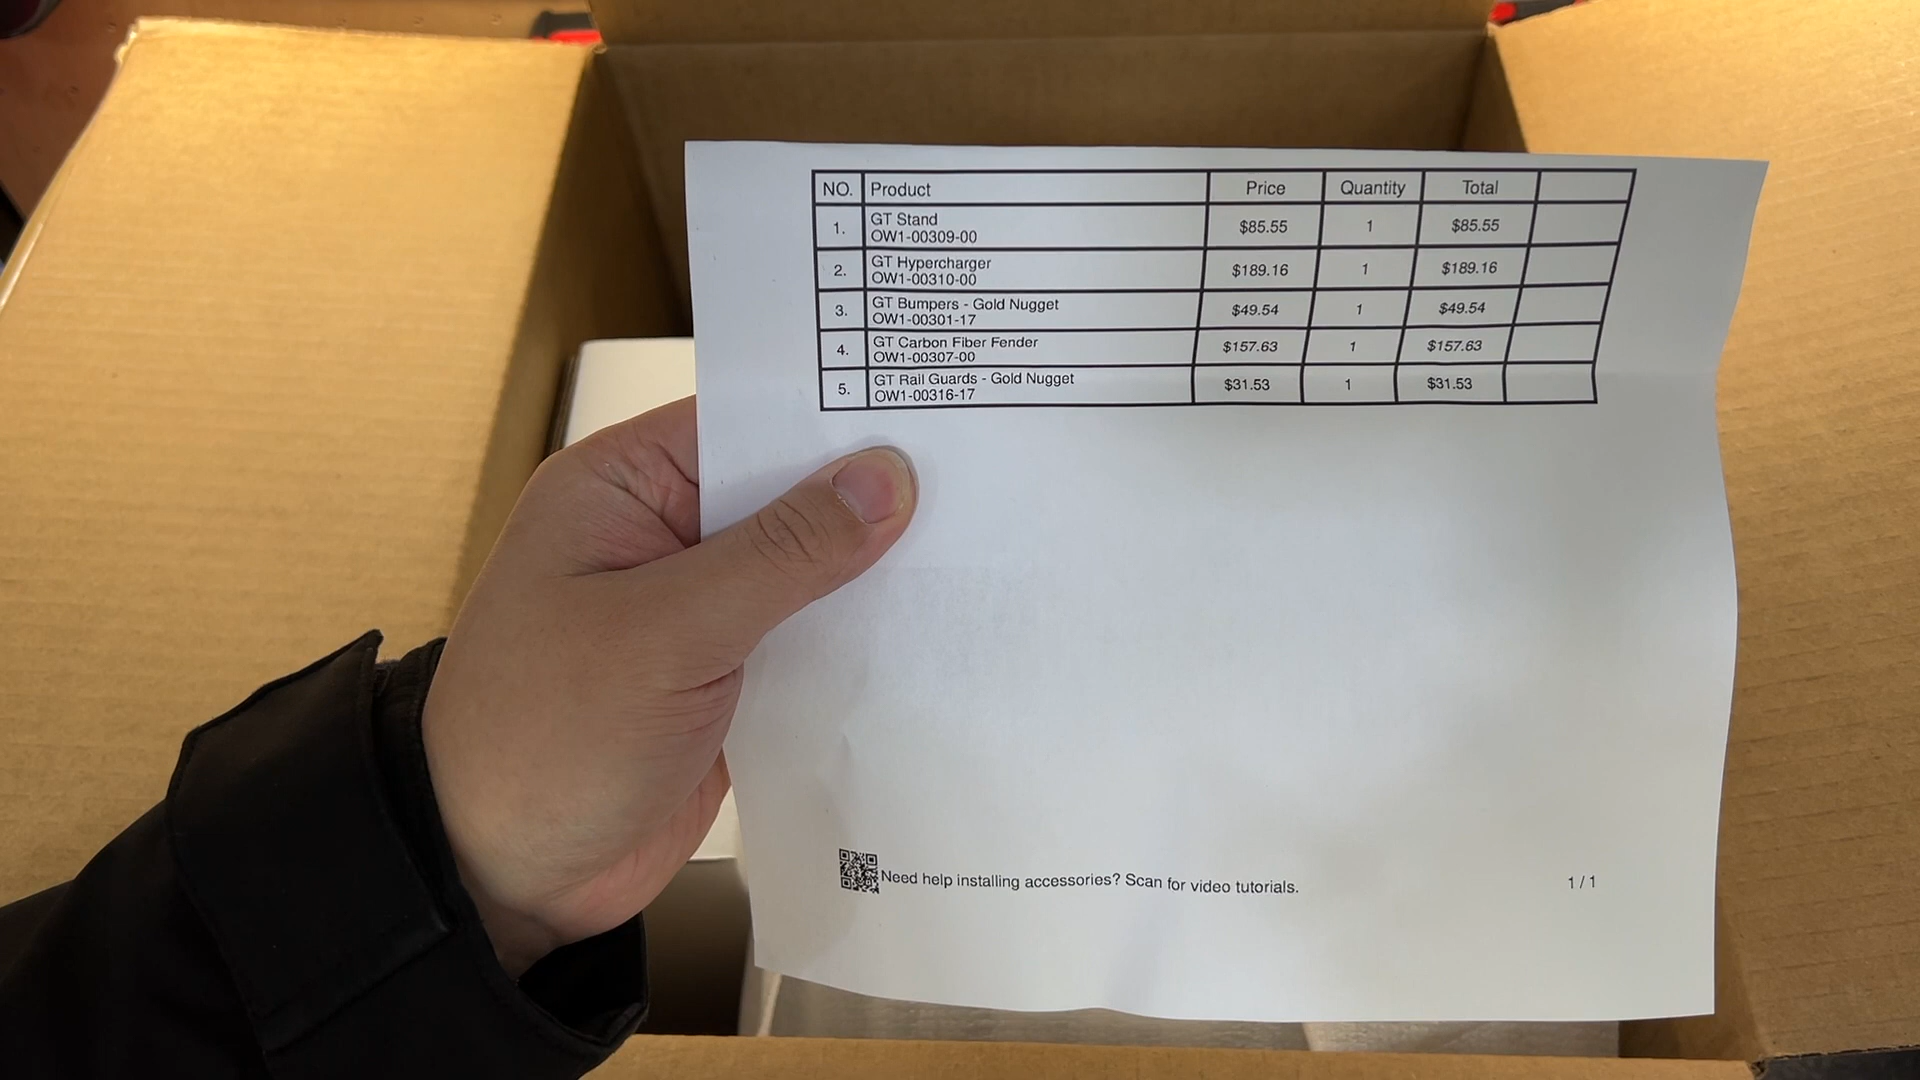 NO. Product Price Quantity Total
1. GT Stand $85.55 1 $85.55
OW1-00309-00
2. GT Hypercharger $189.16 1 $189.16
OW1-00310-00
3. GT Bumpers - Gold Nugget $49.54 1 $49.54
OW1-00301-17
4. GT Carbon Fiber Fender $157.63 1 $157.63
OW1-00307-00
5. GT Rail Guards - Gold Nugget $31.53 1 $31.53
OW1-00316-17
Need help installing accessories? Scan for video tutorials. 1 / 1